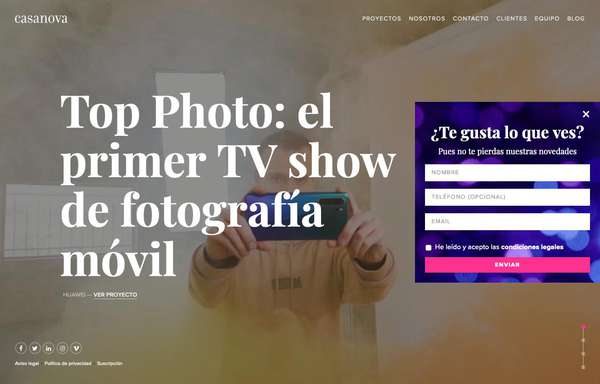 casanova
PROYECTOS NOSOTROS CONTACTO CLIENTES EQUIPO BLOG
Top Photo: el
primer TV show
de fotografía
móvil
HUAWEI — VER PROYECTO
¿Te gusta lo que ves?
Pues no te pierdas nuestras novedades
NOMBRE
TELÉFONO (OPCIONAL)
EMAIL
He leído y acepto las condiciones legales
ENVIAR
Aviso legal Política de privacidad Suscripción